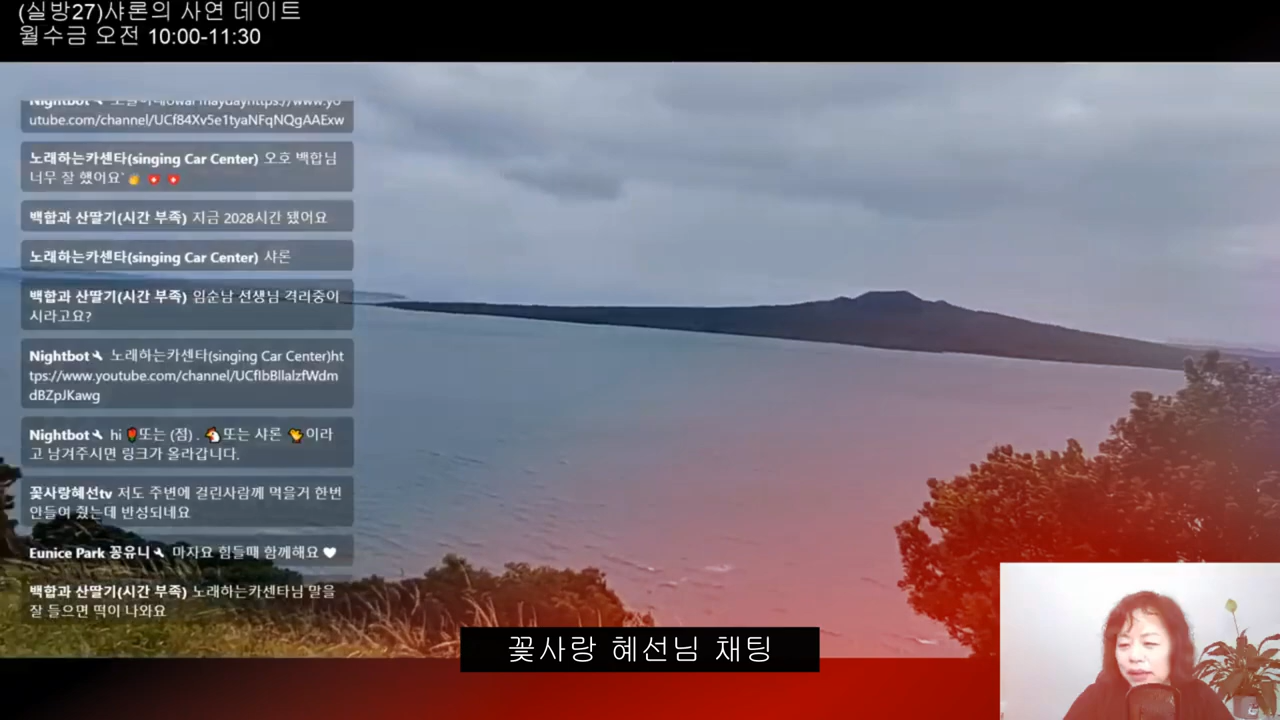 (실방27)샤론의 사연 데이트
월수금 오전 10:00-11:30
Nightbot
utube.com/channel/UCf84Xv5e1tyaNFqNQgAAExw
노래하는카센타(singing Car Center) 오호 백합님
너무 잘 했어요~👏
백합과 산딸기(시간 부족) 지금 2028시간 됐어요
노래하는카센타(singing Car Center) 샤론
백합과 산딸기(시간 부족) 임순남 선생님 격리중이
시라고요?
Nightbot 노래하는카센타(singing Car Center)ht
tps://www.youtube.com/channel/UCfIbBllalzfWdm
dBZpJKawg
Nightbot hi🌹또는 (점) . 🐔또는 샤론 🐤이라
고 남겨주시면 링크가 올라갑니다.
꽃사랑혜선tv 저도 주변에 걸린사람께 먹을거 한번
안들여 줬는데 반성되네요
Eunice Park 꽁유니 마자요 힘들때 함께해요 🤍
백합과 산딸기(시간 부족) 노래하는카센타님 말을
잘 들으면 떡이 나와요
꽃사랑 혜선님 채팅